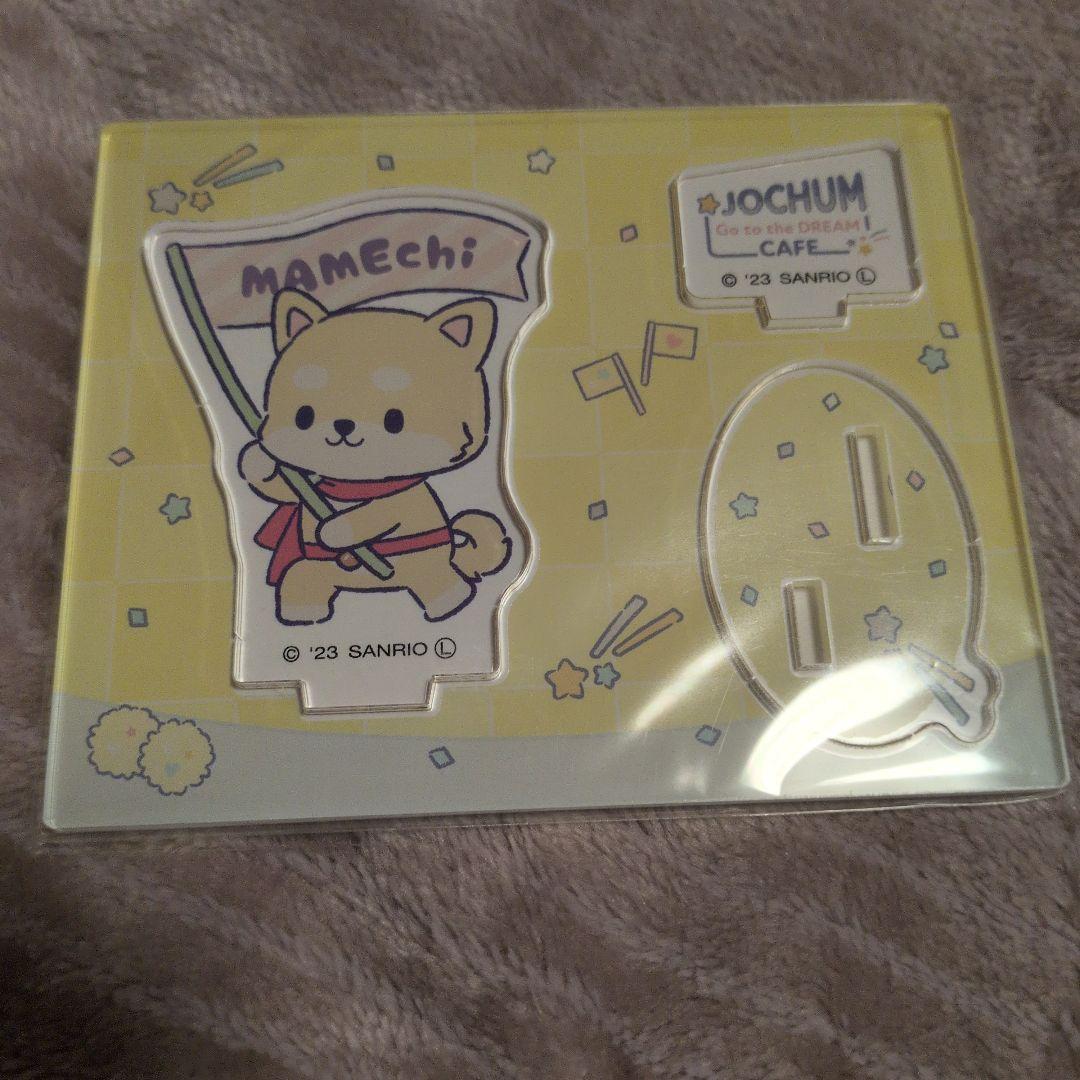 MAMEchi
© '23 SANRIO Ⓛ
JOCHUM
Go to the DREAM!
CAFE
© '23 SANRIO Ⓛ